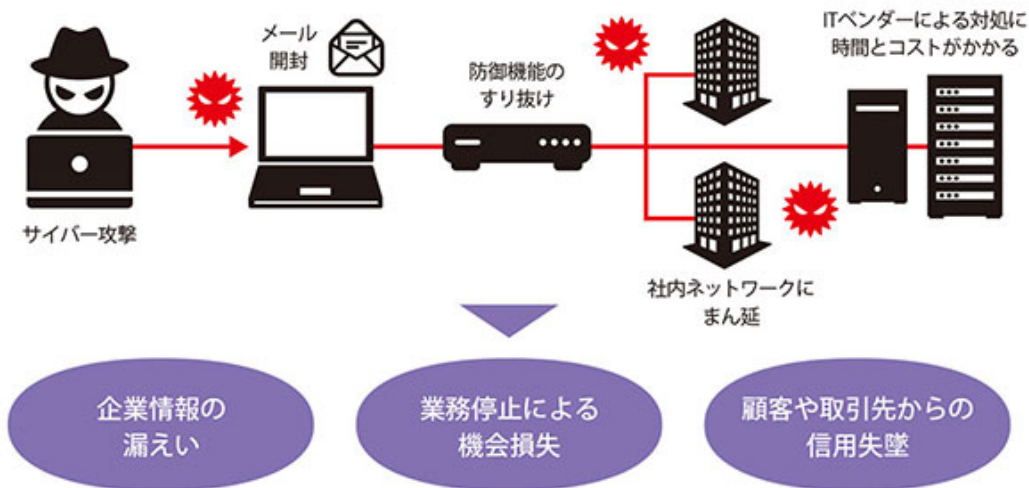 サイバー攻撃
メール
開封
防御機能の
すり抜け
社内ネットワークに
まん延
ITベンダーによる対処に
時間とコストがかかる
企業情報の
漏えい
業務停止による
機会損失
顧客や取引先からの
信用失墜